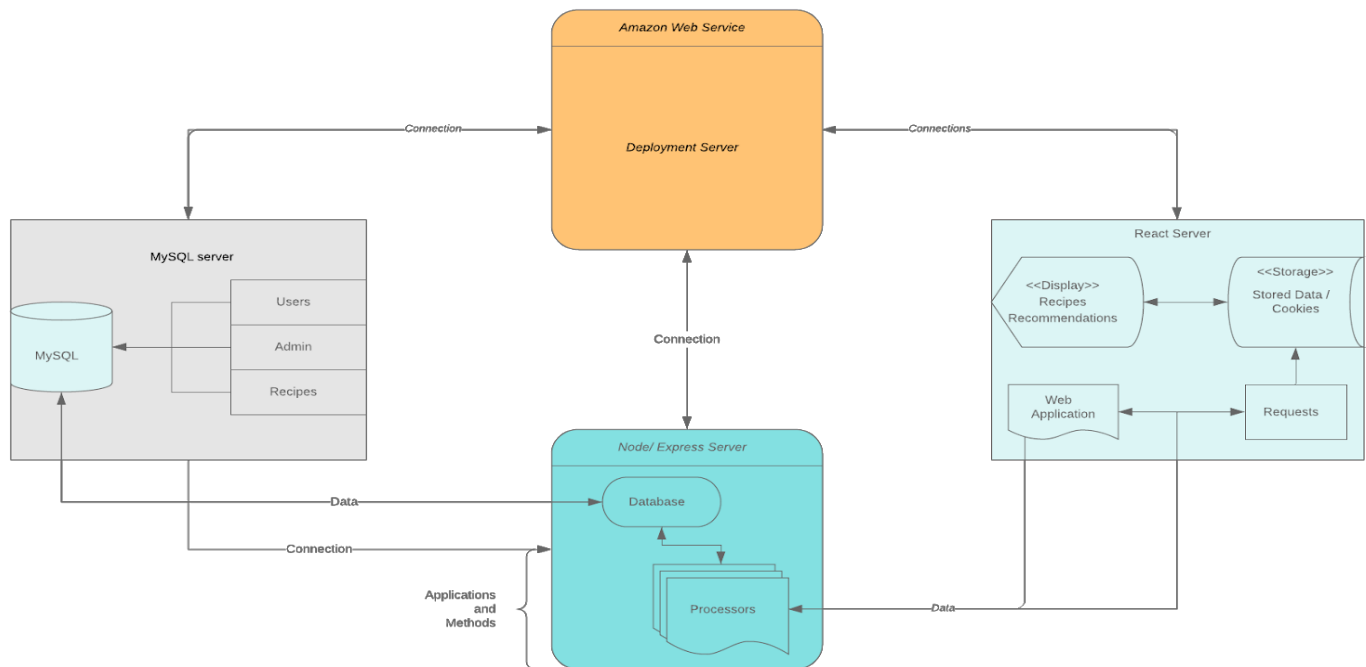 Amazon Web Service
Deployment Server
Connection
Connections
MySQL server
Users
Admin
Recipes
MySQL
React Server
<<Display>>
Recipes
Recommendations
<<Storage>>
Stored Data /
Cookies
Web
Application
Requests
Connection
Node/ Express Server
Database
Processors
Data
Connection
Applications
and
Methods
Data